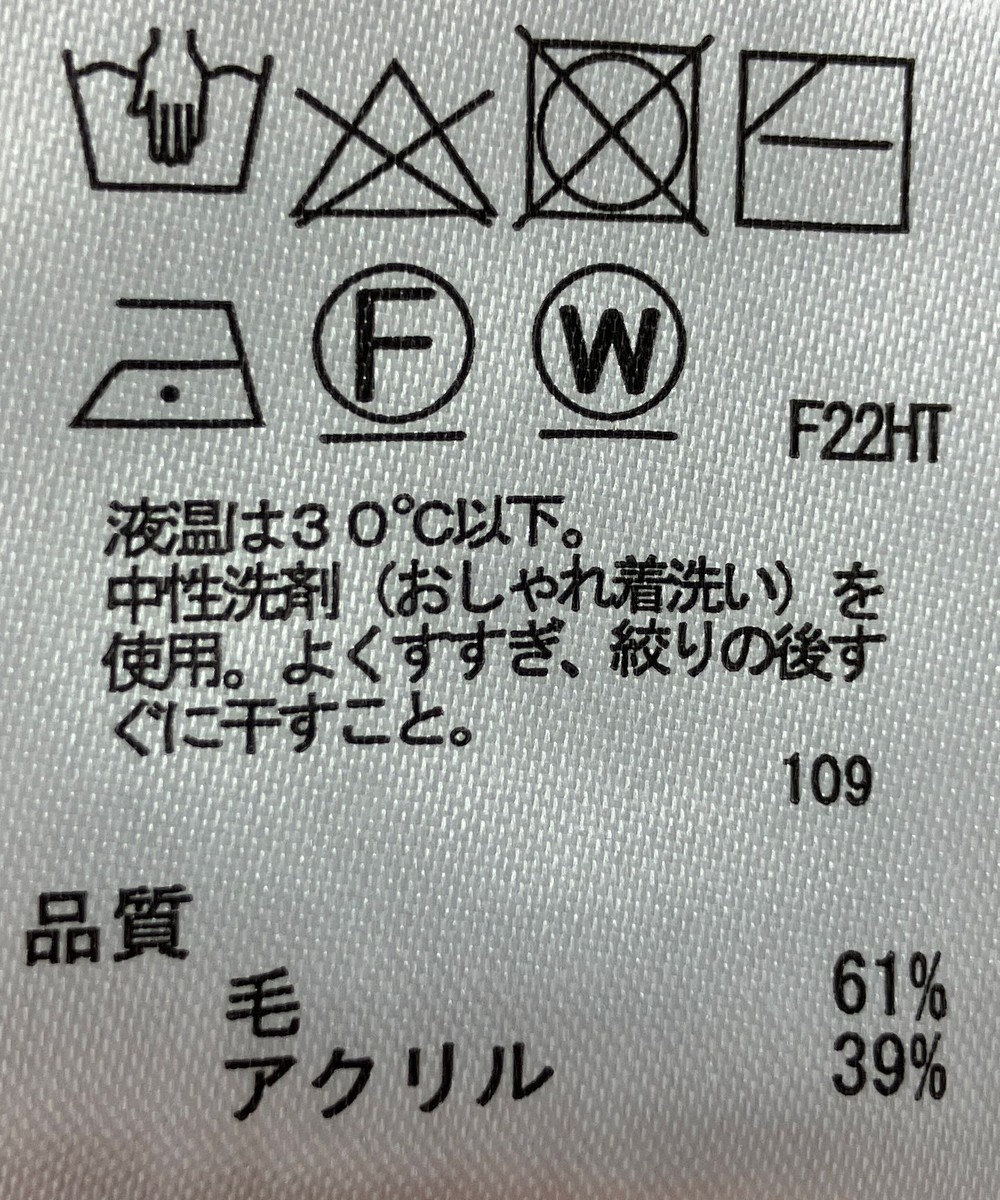 F W
F22HT
液温は30℃以下。
中性洗剤（おしゃれ着洗い）を
使用。よくすすぎ、絞りの後す
ぐに干すこと。
109
品質
毛 61%
アクリル 39%